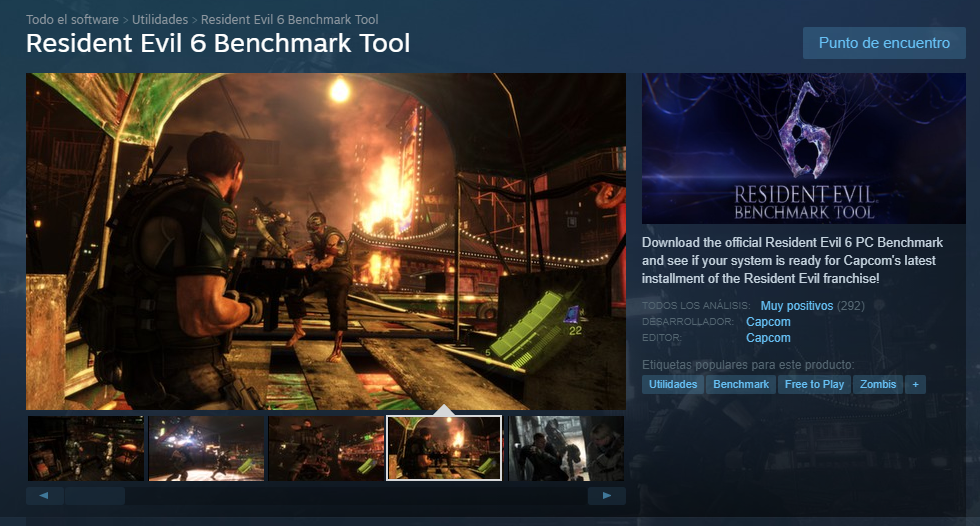 Todo el software > Utilidades > Resident Evil 6 Benchmark Tool
Resident Evil 6 Benchmark Tool
Punto de encuentro
22
5
RESIDENT EVIL
BENCHMARK TOOL
Download the official Resident Evil 6 PC Benchmark
and see if your system is ready for Capcom's latest
installment of the Resident Evil franchise!
TODOS LOS ANÁLISIS: Muy positivos (292)
DESARROLLADOR: Capcom
EDITOR: Capcom
Etiquetas populares para este producto:
Utilidades Benchmark Free to Play Zombis +